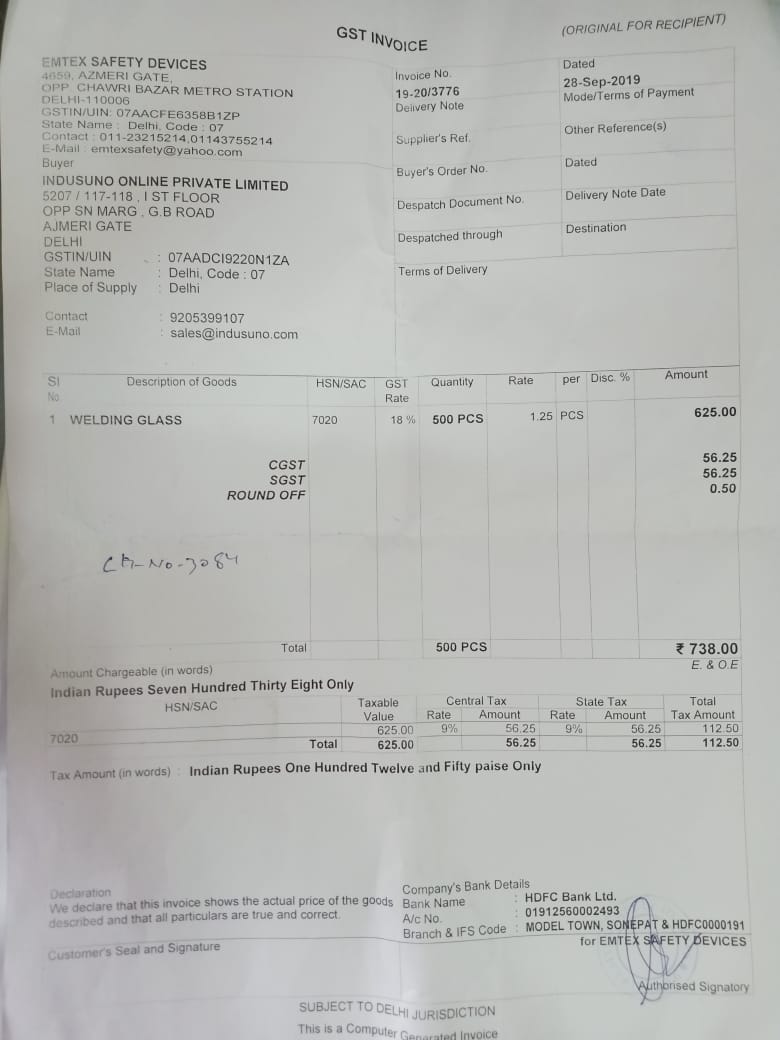 GST INVOICE
(ORIGINAL FOR RECIPIENT)
EMTEX SAFETY DEVICES
4659, AZMERI GATE,
OPP. CHAWRI BAZAR METRO STATION
DELHI-110006
GSTIN/UIN: 07AACFE6358B1ZP
State Name : Delhi, Code : 07
Contact : 011-23215214,01143755214
E-Mail : emtexsafety@yahoo.com
Invoice No. Dated
19-20/3776 28-Sep-2019
Delivery Note Mode/Terms of Payment
Supplier's Ref. Other Reference(s)
Buyer
INDUSUNO ONLINE PRIVATE LIMITED
5207 / 117-118 , I ST FLOOR
OPP SN MARG , G.B ROAD
AJMERI GATE
DELHI
GSTIN/UIN : 07AADCI9220N1ZA
State Name : Delhi, Code : 07
Place of Supply : Delhi
Contact : 9205399107
E-Mail : sales@indusuno.com
Buyer's Order No. Dated
Despatch Document No. Delivery Note Date
Despatched through Destination
Terms of Delivery
Sl No. Description of Goods HSN/SAC GST Rate Quantity Rate per Disc. % Amount
1 WELDING GLASS 7020 18 % 500 PCS 1.25 PCS 625.00
CGST 56.25
SGST 56.25
ROUND OFF 0.50
Total 500 PCS ₹ 738.00
Amount Chargeable (in words) E. & O.E
Indian Rupees Seven Hundred Thirty Eight Only
HSN/SAC Taxable Value Central Tax State Tax Total Tax Amount
Rate Amount Rate Amount
7020 625.00 9% 56.25 9% 56.25 112.50
Total 625.00 56.25 56.25 112.50
Tax Amount (in words) : Indian Rupees One Hundred Twelve and Fifty paise Only
Declaration
We declare that this invoice shows the actual price of the goods
described and that all particulars are true and correct.
Company's Bank Details
Bank Name : HDFC Bank Ltd.
A/c No. : 01912560002493
Branch & IFS Code : MODEL TOWN, SONEPAT & HDFC0000191
Customer's Seal and Signature
for EMTEX SAFETY DEVICES
Authorised Signatory
SUBJECT TO DELHI JURISDICTION
This is a Computer Generated Invoice